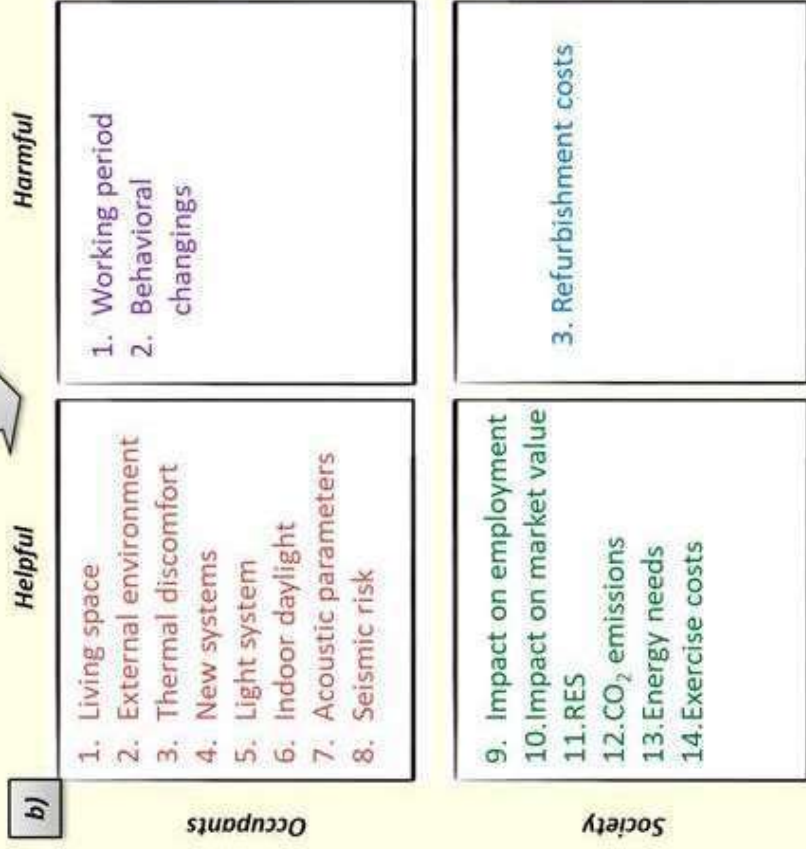 b)
Helpful
Harmful
Occupants
1. Living space
2. External environment
3. Thermal discomfort
4. New systems
5. Light system
6. Indoor daylight
7. Acoustic parameters
8. Seismic risk
1. Working period
2. Behavioral
changings
Society
9. Impact on employment
10.Impact on market value
11.RES
12.CO₂ emissions
13.Energy needs
14.Exercise costs
3. Refurbishment costs